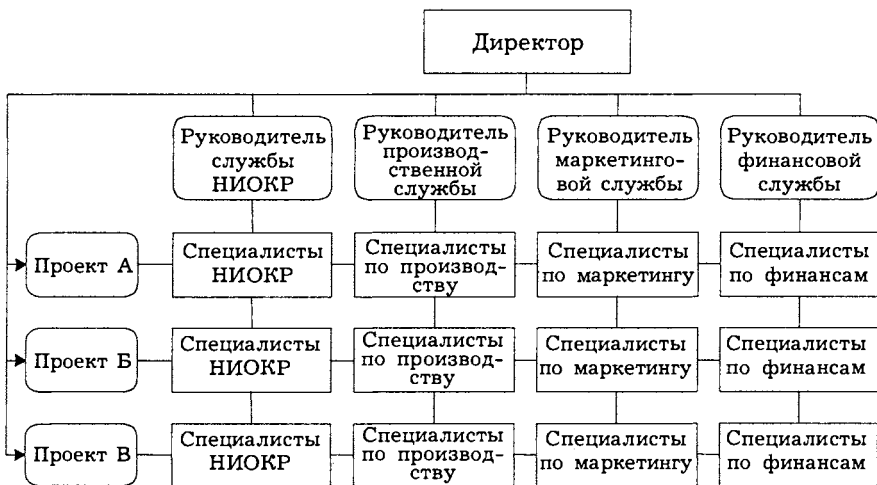 Директор
Руководитель
службы
НИОКР
Руководитель
производ-
ственной
службы
Руководитель
маркетинго-
вой службы
Руководитель
финансовой
службы
Проект А
Специалисты
НИОКР
Специалисты
по производ-
ству
Специалисты
по маркетингу
Специалисты
по финансам
Проект Б
Специалисты
НИОКР
Специалисты
по производ-
ству
Специалисты
по маркетингу
Специалисты
по финансам
Проект В
Специалисты
НИОКР
Специалисты
по производ-
ству
Специалисты
по маркетингу
Специалисты
по финансам